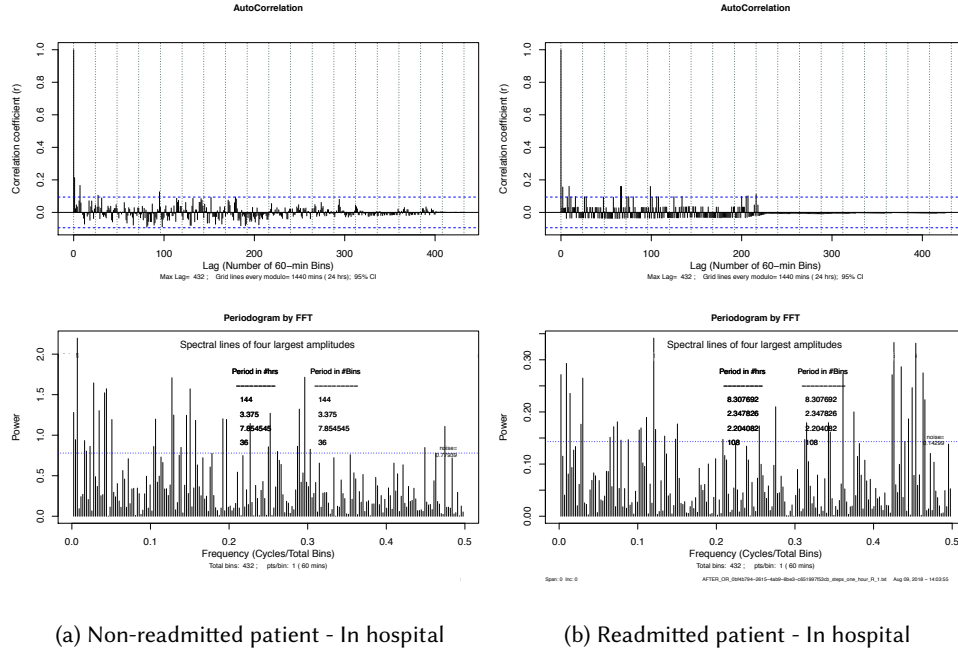 AutoCorrelation
1.0
0.8
0.6
0.4
0.2
0.0
Correlation coefficient (r)
0 100 200 300 400
Lag (Number of 60−min Bins)
Max Lag= 432 ; Grid lines every modulo= 1440 mins ( 24 hrs); 95% CI
Periodogram by FFT
Spectral lines of four largest amplitudes
Period in #hrs Period in #Bins
144 144
3.375 3.375
7.854545 7.854545
36 36
noise=
2.0
1.5
1.0
0.5
0.0
Power
0.0 0.1 0.2 0.3 0.4 0.5
Frequency (Cycles/Total Bins)
Total bins: 432 ; pts/bin: 1 ( 60 mins)
(a) Non-readmitted patient - In hospital
AutoCorrelation
1.0
0.8
0.6
0.4
0.2
0.0
Correlation coefficient (r)
0 100 200 300 400
Lag (Number of 60−min Bins)
Max Lag= 432 ; Grid lines every modulo= 1440 mins ( 24 hrs); 95% CI
Periodogram by FFT
Spectral lines of four largest amplitudes
Period in #hrs Period in #Bins
8.307692 8.307692
2.347826 2.347826
2.204082 2.204082
108 108
noise=
0.14299
0.30
0.20
0.10
0.00
Power
0.0 0.1 0.2 0.3 0.4 0.5
Frequency (Cycles/Total Bins)
Total bins: 432 ; pts/bin: 1 ( 60 mins)
Span: 0 Inc: 0
Aug 09, 2018 − 14:03:55
(b) Readmitted patient - In hospital